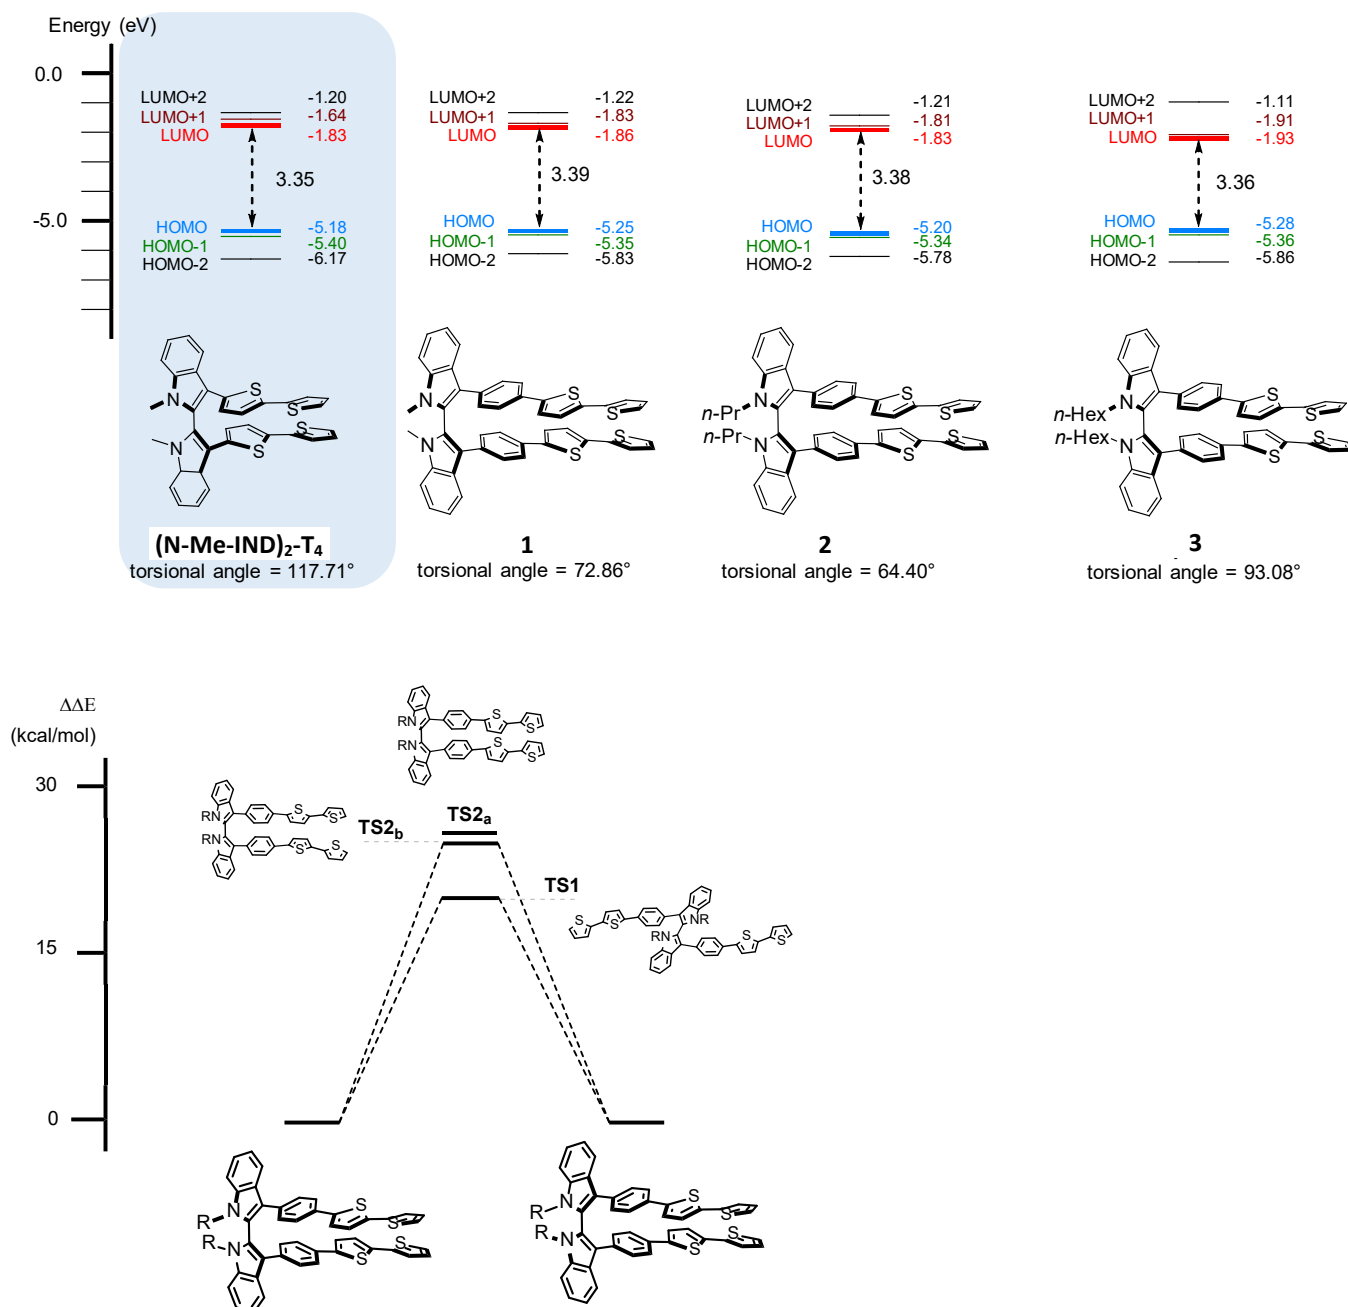 Energy (eV)
0.0
-5.0
LUMO+2 -1.20
LUMO+1 -1.64
LUMO -1.83
3.35
HOMO -5.18
HOMO-1 -5.40
HOMO-2 -6.17
N
N
S
S
S
S
(N-Me-IND)₂-T₄
torsional angle = 117.71°
LUMO+2 -1.22
LUMO+1 -1.83
LUMO -1.86
3.39
HOMO -5.25
HOMO-1 -5.35
HOMO-2 -5.83
N
N
S
S
S
S
1
torsional angle = 72.86°
LUMO+2 -1.21
LUMO+1 -1.81
LUMO -1.83
3.38
HOMO -5.20
HOMO-1 -5.34
HOMO-2 -5.78
n-Pr N
n-Pr N
S
S
S
S
2
torsional angle = 64.40°
LUMO+2 -1.11
LUMO+1 -1.91
LUMO -1.93
3.36
HOMO -5.28
HOMO-1 -5.36
HOMO-2 -5.86
n-Hex N
n-Hex N
S
S
S
S
3
torsional angle = 93.08°
ΔΔE
(kcal/mol)
30
15
0
RN S S
RN S S
TS2b
RN S S
RN S S
TS2a
TS1
S S N R
R N S S
R N S S
R N S S
R N S S
R N S S